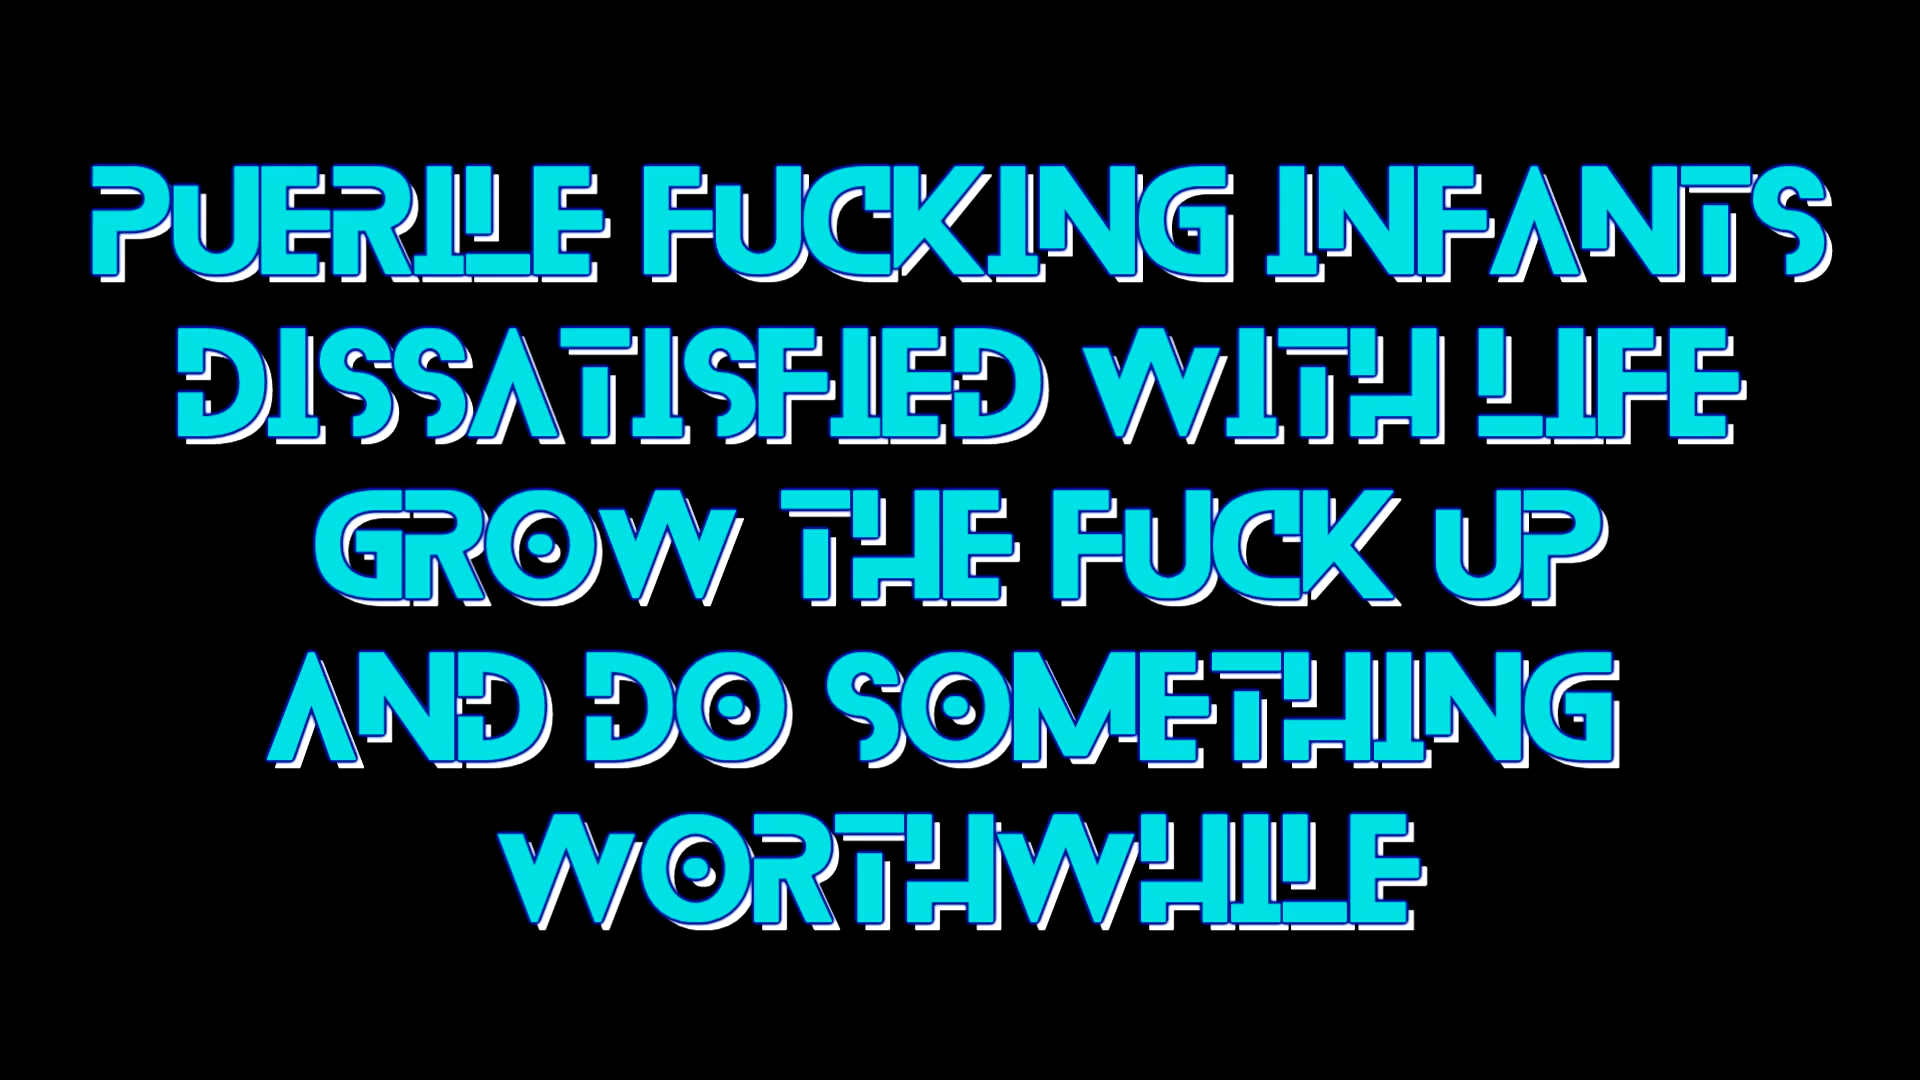 PUERILE FUCKING INFANTS
DISSATISFIED WITH LIFE
GROW THE FUCK UP
AND DO SOMETHING
WORTHWHILE